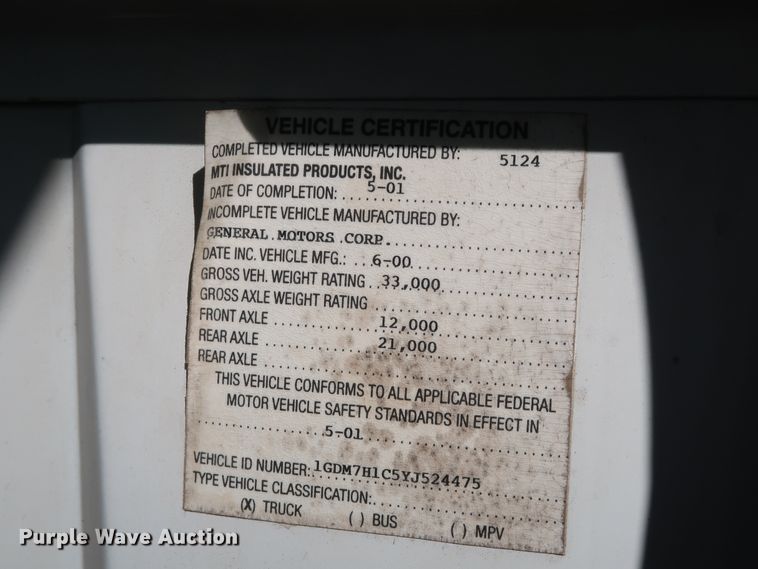 VEHICLE CERTIFICATION
COMPLETED VEHICLE MANUFACTURED BY: 5124
MTI INSULATED PRODUCTS, INC.
DATE OF COMPLETION: 5-01
INCOMPLETE VEHICLE MANUFACTURED BY:
GENERAL MOTORS CORP.
DATE INC. VEHICLE MFG.: 6-00
GROSS VEH. WEIGHT RATING 33,000
GROSS AXLE WEIGHT RATING
FRONT AXLE 12,000
REAR AXLE 21,000
REAR AXLE
THIS VEHICLE CONFORMS TO ALL APPLICABLE FEDERAL
MOTOR VEHICLE SAFETY STANDARDS IN EFFECT IN
5-01
VEHICLE ID NUMBER: 1GDM7H1C5YJ524475
TYPE VEHICLE CLASSIFICATION:
(X) TRUCK ( ) BUS ( ) MPV
Purple Wave Auction